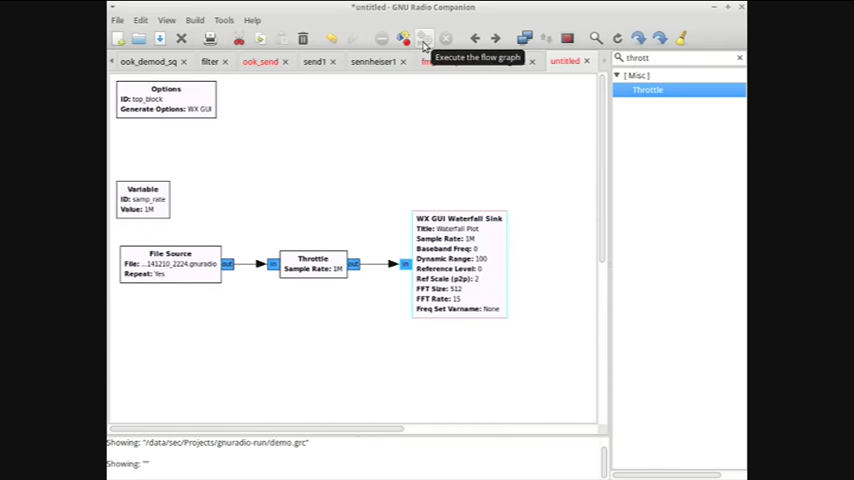 *untitled - GNU Radio Companion
File Edit View Build Tools Help
Execute the flow graph
ook_demod_sq filter ook_send send1 sennheiser1 untitled
thrott
[ Misc ]
Throttle
Options
ID: top_block
Generate Options: WX GUI
Variable
ID: samp_rate
Value: 1M
File Source
File: ...141210_2224.gnuradio
Repeat: Yes
out
in
Throttle
Sample Rate: 1M
out
in
WX GUI Waterfall Sink
Title: Waterfall Plot
Sample Rate: 1M
Baseband Freq: 0
Dynamic Range: 100
Reference Level: 0
Ref Scale (p2p): 2
FFT Size: 512
FFT Rate: 15
Freq Set Varname: None
Showing: "/data/sec/Projects/gnuradio-run/demo.grc"
Showing: ""